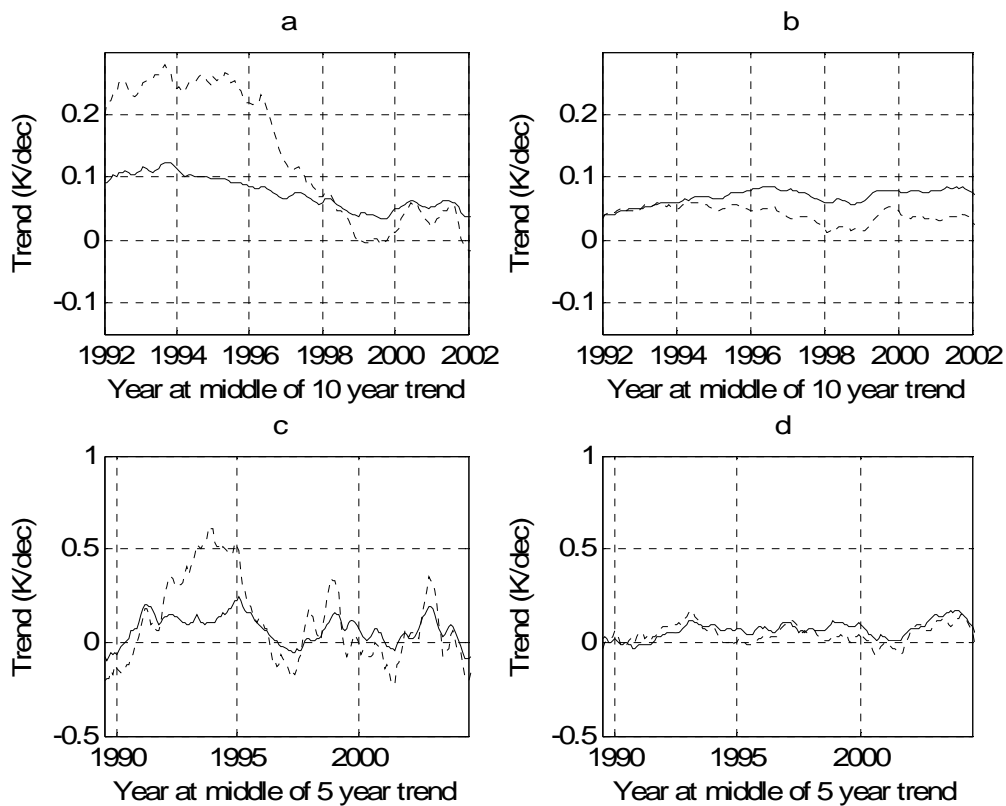 a
b
0.2
0.1
0
-0.1
Trend (K/dec)
1992 1994 1996 1998 2000 2002
Year at middle of 10 year trend
0.2
0.1
0
-0.1
Trend (K/dec)
1992 1994 1996 1998 2000 2002
Year at middle of 10 year trend
c
d
1
0.5
0
-0.5
Trend (K/dec)
1990 1995 2000
Year at middle of 5 year trend
1
0.5
0
-0.5
Trend (K/dec)
1990 1995 2000
Year at middle of 5 year trend